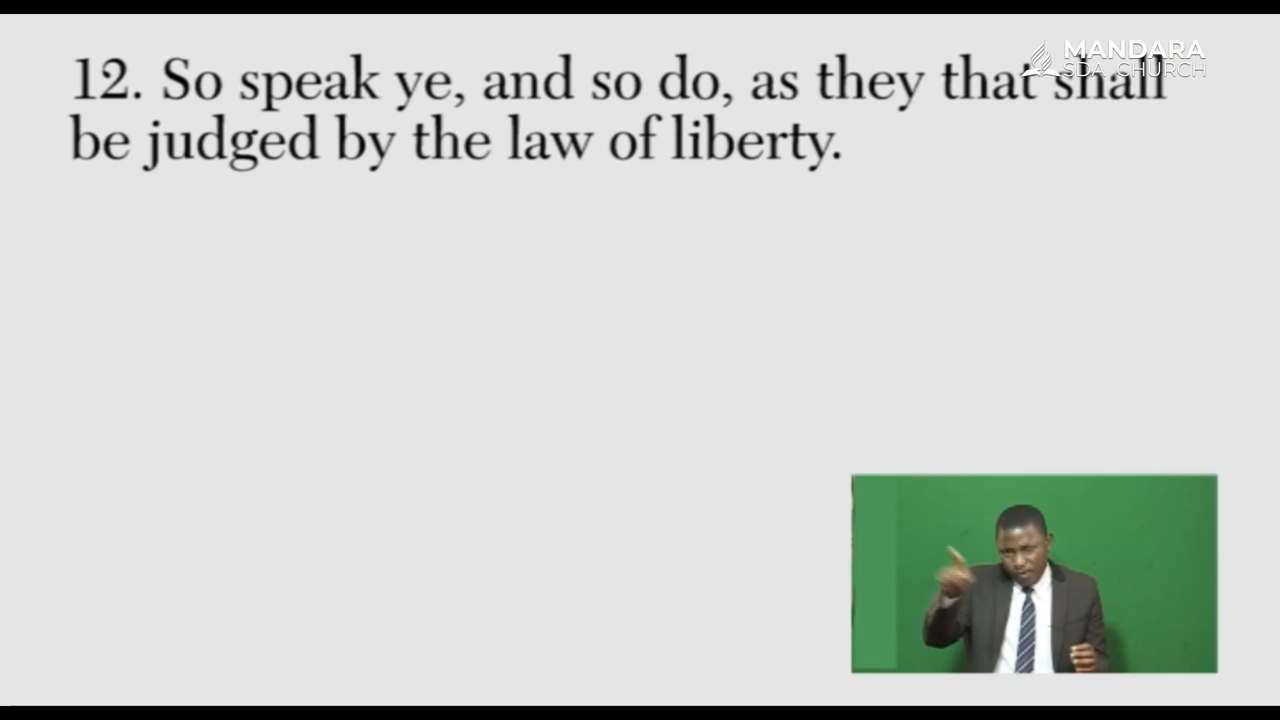 MANDARA
SDA CHURCH
12. So speak ye, and so do, as they that shall
be judged by the law of liberty.